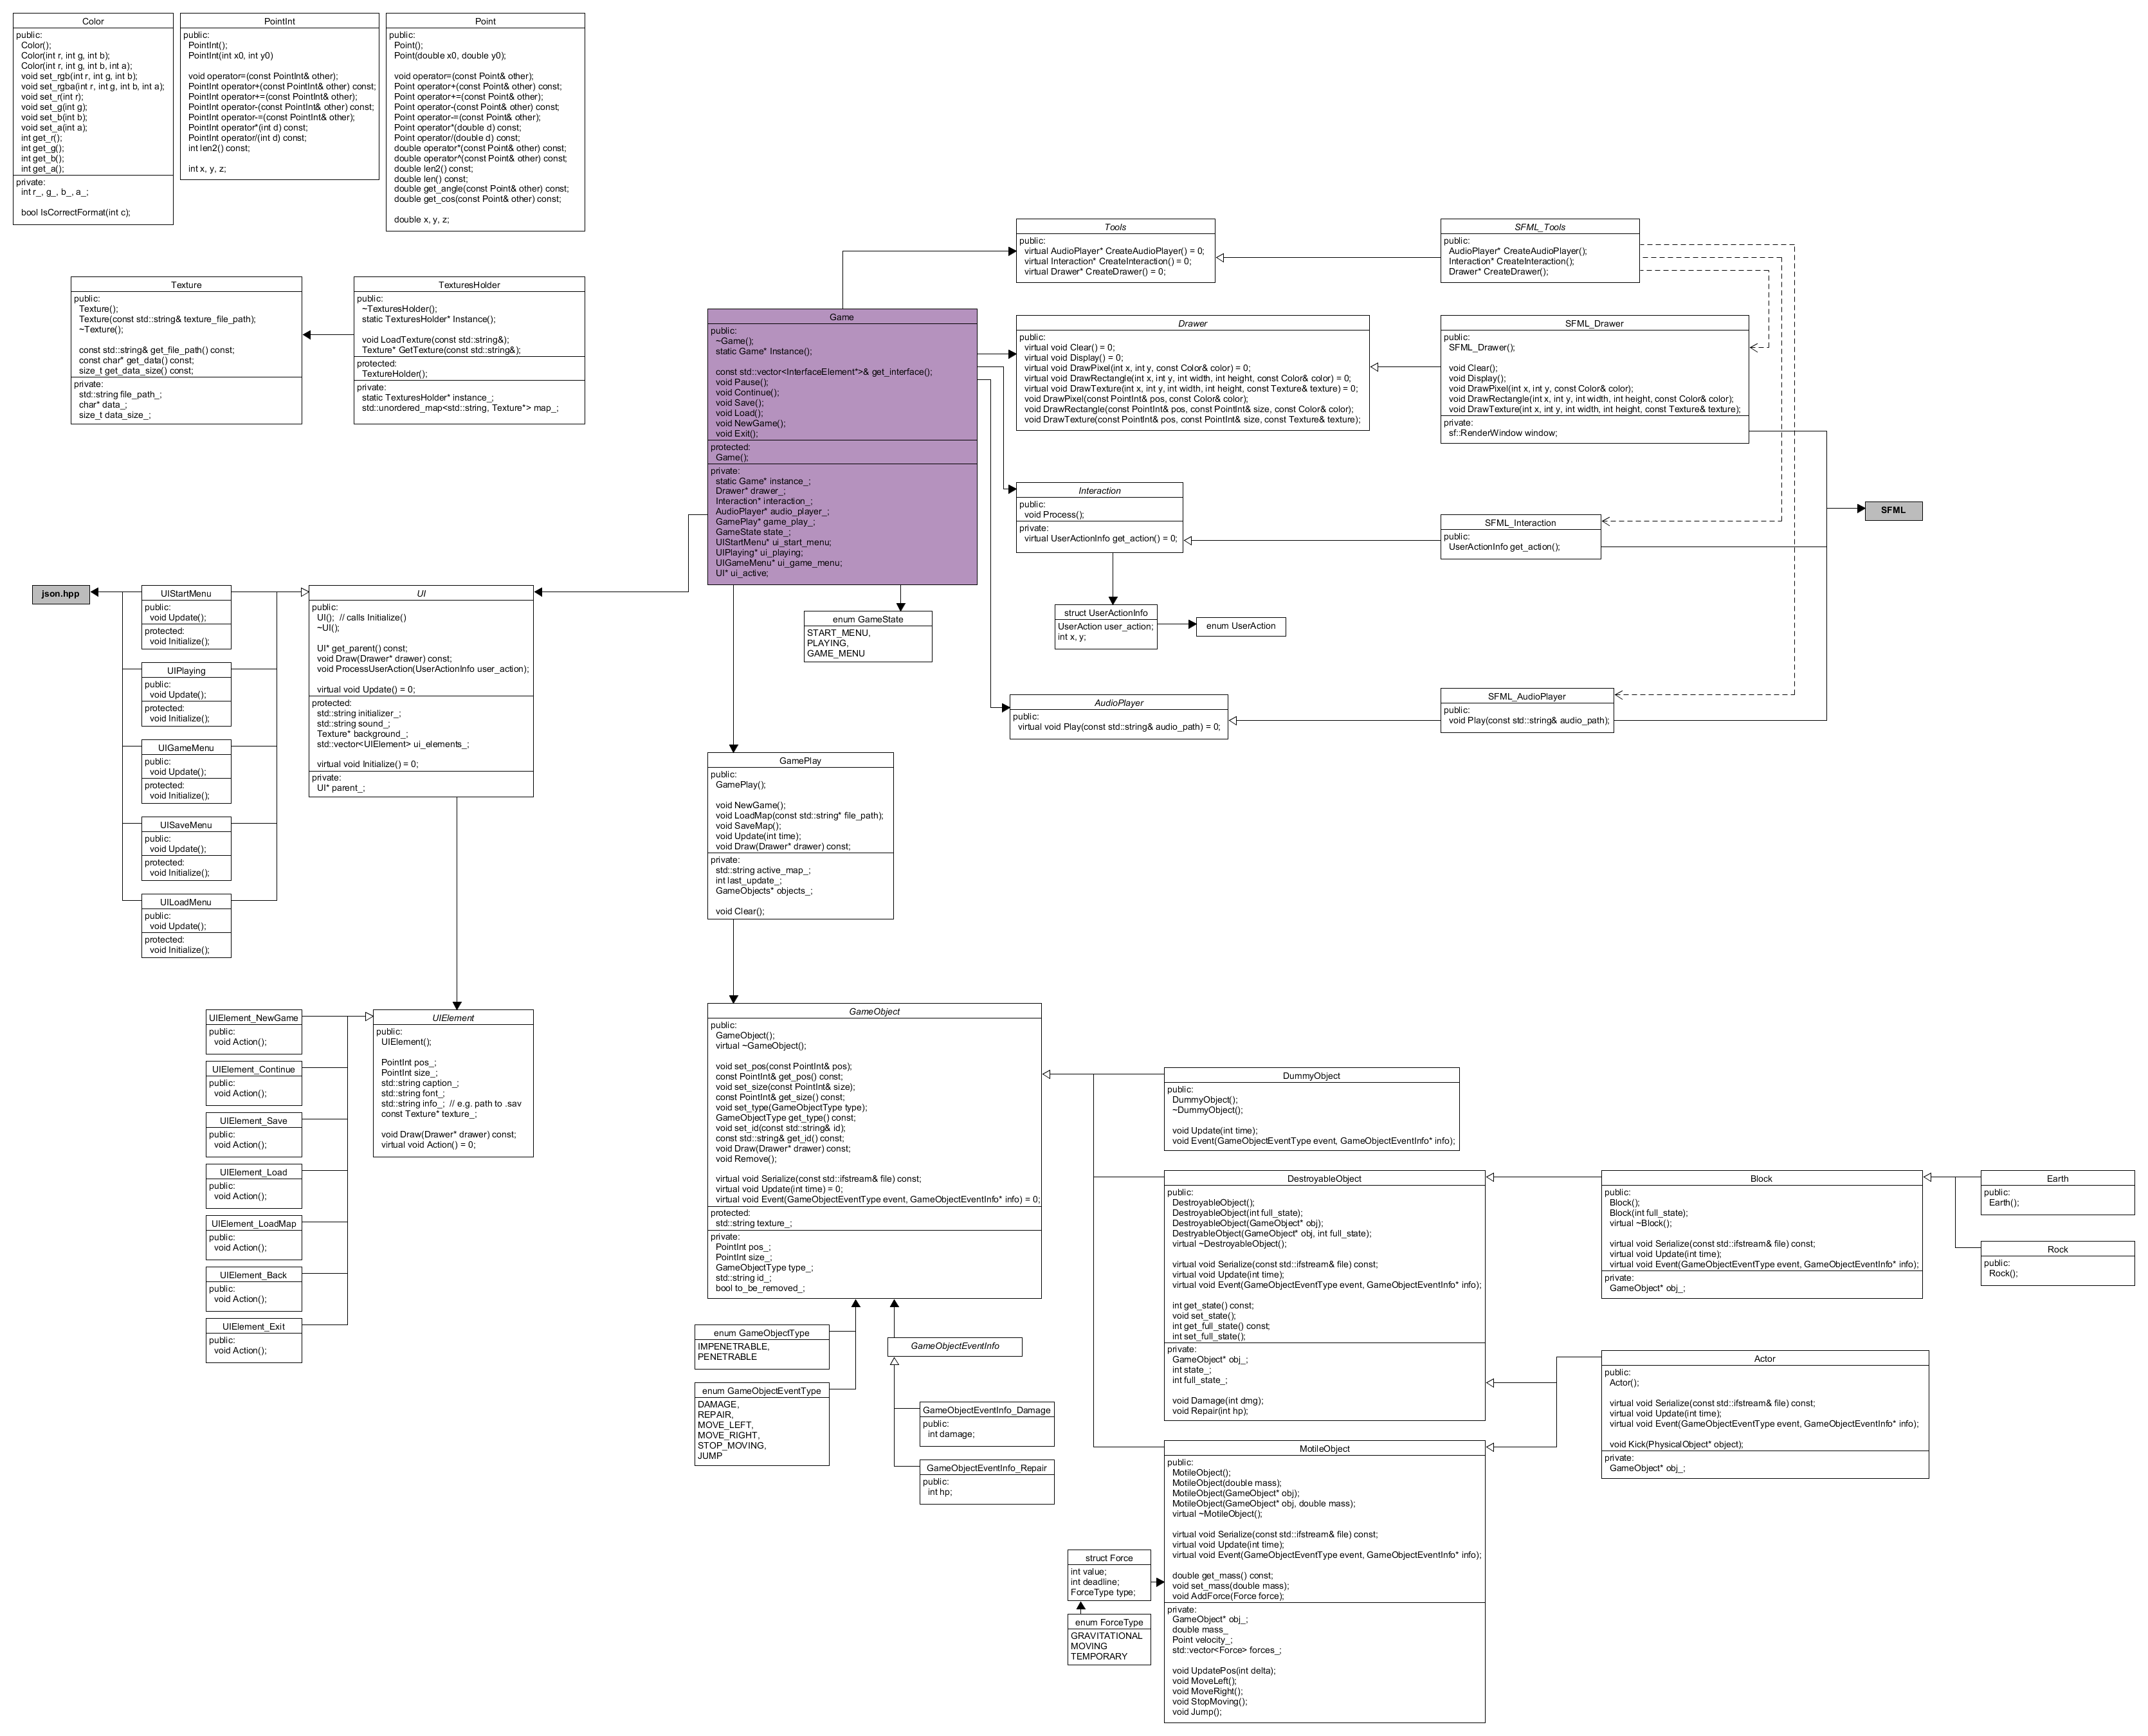 Color
public:
Color();
Color(int r, int g, int b);
Color(int r, int g, int b, int a);
void set_rgb(int r, int g, int b);
void set_rgba(int r, int g, int b, int a);
void set_r(int r);
void set_g(int g);
void set_b(int b);
void set_a(int a);
int get_r();
int get_g();
int get_b();
int get_a();
private:
int r_, g_, b_, a_;
bool IsCorrectFormat(int c);
PointInt
public:
PointInt();
PointInt(int x0, int y0)
void operator=(const PointInt& other);
PointInt operator+(const PointInt& other) const;
PointInt operator+=(const PointInt& other);
PointInt operator-(const PointInt& other) const;
PointInt operator-=(const PointInt& other);
PointInt operator*(int d) const;
PointInt operator/(int d) const;
int len2() const;
int x, y, z;
Point
public:
Point();
Point(double x0, double y0);
void operator=(const Point& other);
Point operator+(const Point& other) const;
Point operator+=(const Point& other);
Point operator-(const Point& other) const;
Point operator-=(const Point& other);
Point operator*(double d) const;
Point operator/(double d) const;
double operator*(const Point& other) const;
double operator^(const Point& other) const;
double len2() const;
double len() const;
double get_angle(const Point& other) const;
double get_cos(const Point& other) const;
double x, y, z;
Texture
public:
Texture();
Texture(const std::string& texture_file_path);
~Texture();
const std::string& get_file_path() const;
const char* get_data() const;
size_t get_data_size() const;
private:
std::string file_path_;
char* data_;
size_t data_size_;
TexturesHolder
public:
~TexturesHolder();
static TexturesHolder* Instance();
void LoadTexture(const std::string&);
Texture* GetTexture(const std::string&);
protected:
TextureHolder();
private:
static TexturesHolder* instance_;
std::unordered_map<std::string, Texture*> map_;
Game
public:
~Game();
static Game* Instance();
const std::vector<InterfaceElement*>& get_interface();
void Pause();
void Continue();
void Save();
void Load();
void NewGame();
void Exit();
protected:
Game();
private:
static Game* instance_;
Drawer* drawer_;
Interaction* interaction_;
AudioPlayer* audio_player_;
GamePlay* game_play_;
GameState state_;
UIStartMenu* ui_start_menu;
UIPlaying* ui_playing;
UIGameMenu* ui_game_menu;
UI* ui_active;
Tools
public:
virtual AudioPlayer* CreateAudioPlayer() = 0;
virtual Interaction* CreateInteraction() = 0;
virtual Drawer* CreateDrawer() = 0;
SFML_Tools
public:
AudioPlayer* CreateAudioPlayer();
Interaction* CreateInteraction();
Drawer* CreateDrawer();
Drawer
public:
virtual void Clear() = 0;
virtual void Display() = 0;
virtual void DrawPixel(int x, int y, const Color& color) = 0;
virtual void DrawRectangle(int x, int y, int width, int height, const Color& color) = 0;
virtual void DrawTexture(int x, int y, int width, int height, const Texture& texture) = 0;
void DrawPixel(const PointInt& pos, const Color& color);
void DrawRectangle(const PointInt& pos, const PointInt& size, const Color& color);
void DrawTexture(const PointInt& pos, const PointInt& size, const Texture& texture);
SFML_Drawer
public:
SFML_Drawer();
void Clear();
void Display();
void DrawPixel(int x, int y, const Color& color);
void DrawRectangle(int x, int y, int width, int height, const Color& color);
void DrawTexture(int x, int y, int width, int height, const Texture& texture);
private:
sf::RenderWindow window;
Interaction
public:
void Process();
private:
virtual UserActionInfo get_action() = 0;
SFML_Interaction
public:
UserActionInfo get_action();
SFML
struct UserActionInfo
UserAction user_action;
int x, y;
enum UserAction
AudioPlayer
public:
virtual void Play(const std::string& audio_path) = 0;
SFML_AudioPlayer
public:
void Play(const std::string& audio_path);
enum GameState
START_MENU,
PLAYING,
GAME_MENU
json.hpp
UIStartMenu
public:
void Update();
protected:
void Initialize();
UIPlaying
public:
void Update();
protected:
void Initialize();
UIGameMenu
public:
void Update();
protected:
void Initialize();
UISaveMenu
public:
void Update();
protected:
void Initialize();
UILoadMenu
public:
void Update();
protected:
void Initialize();
UI
public:
UI();  // calls Initialize()
~UI();
UI* get_parent() const;
void Draw(Drawer* drawer) const;
void ProcessUserAction(UserActionInfo user_action);
virtual void Update() = 0;
protected:
std::string initializer_;
std::string sound_;
Texture* background_;
std::vector<UIElement> ui_elements_;
virtual void Initialize() = 0;
private:
UI* parent_;
GamePlay
public:
GamePlay();
void NewGame();
void LoadMap(const std::string* file_path);
void SaveMap();
void Update(int time);
void Draw(Drawer* drawer) const;
private:
std::string active_map_;
int last_update_;
GameObjects* objects_;
void Clear();
UIElement_NewGame
public:
void Action();
UIElement_Continue
public:
void Action();
UIElement_Save
public:
void Action();
UIElement_Load
public:
void Action();
UIElement_LoadMap
public:
void Action();
UIElement_Back
public:
void Action();
UIElement_Exit
public:
void Action();
UIElement
public:
UIElement();
PointInt pos_;
PointInt size_;
std::string caption_;
std::string font_;
std::string info_;  // e.g. path to .sav
const Texture* texture_;
void Draw(Drawer* drawer) const;
virtual void Action() = 0;
GameObject
public:
GameObject();
virtual ~GameObject();
void set_pos(const PointInt& pos);
const PointInt& get_pos() const;
void set_size(const PointInt& size);
const PointInt& get_size() const;
void set_type(GameObjectType type);
GameObjectType get_type() const;
void set_id(const std::string& id);
const std::string& get_id() const;
void Draw(Drawer* drawer) const;
void Remove();
virtual void Serialize(const std::ifstream& file) const;
virtual void Update(int time) = 0;
virtual void Event(GameObjectEventType event, GameObjectEventInfo* info) = 0;
protected:
std::string texture_;
private:
PointInt pos_;
PointInt size_;
GameObjectType type_;
std::string id_;
bool to_be_removed_;
enum GameObjectType
IMPENETRABLE,
PENETRABLE
enum GameObjectEventType
DAMAGE,
REPAIR,
MOVE_LEFT,
MOVE_RIGHT,
STOP_MOVING,
JUMP
GameObjectEventInfo
GameObjectEventInfo_Damage
public:
int damage;
GameObjectEventInfo_Repair
public:
int hp;
DummyObject
public:
DummyObject();
~DummyObject();
void Update(int time);
void Event(GameObjectEventType event, GameObjectEventInfo* info);
DestroyableObject
public:
DestroyableObject();
DestroyableObject(int full_state);
DestroyableObject(GameObject* obj);
DestryableObject(GameObject* obj, int full_state);
virtual ~DestroyableObject();
virtual void Serialize(const std::ifstream& file) const;
virtual void Update(int time);
virtual void Event(GameObjectEventType event, GameObjectEventInfo* info);
int get_state() const;
void set_state();
int get_full_state() const;
int set_full_state();
private:
GameObject* obj_;
int state_;
int full_state_;
void Damage(int dmg);
void Repair(int hp);
Block
public:
Block();
Block(int full_state);
virtual ~Block();
virtual void Serialize(const std::ifstream& file) const;
virtual void Update(int time);
virtual void Event(GameObjectEventType event, GameObjectEventInfo* info);
private:
GameObject* obj_;
Earth
public:
Earth();
Rock
public:
Rock();
Actor
public:
Actor();
virtual void Serialize(const std::ifstream& file) const;
virtual void Update(int time);
virtual void Event(GameObjectEventType event, GameObjectEventInfo* info);
void Kick(PhysicalObject* object);
private:
GameObject* obj_;
MotileObject
public:
MotileObject();
MotileObject(double mass);
MotileObject(GameObject* obj);
MotileObject(GameObject* obj, double mass);
virtual ~MotileObject();
virtual void Serialize(const std::ifstream& file) const;
virtual void Update(int time);
virtual void Event(GameObjectEventType event, GameObjectEventInfo* info);
double get_mass() const;
void set_mass(double mass);
void AddForce(Force force);
private:
GameObject* obj_;
double mass_
Point velocity_;
std::vector<Force> forces_;
void UpdatePos(int delta);
void MoveLeft();
void MoveRight();
void StopMoving();
void Jump();
struct Force
int value;
int deadline;
ForceType type;
enum ForceType
GRAVITATIONAL
MOVING
TEMPORARY